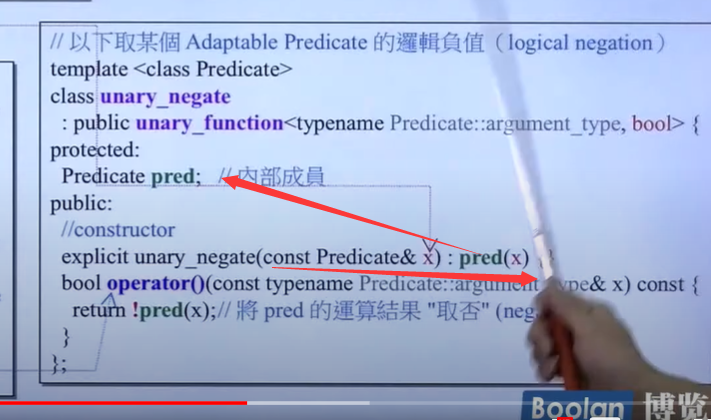 // 以下取某個 Adaptable Predicate 的邏輯負值（logical negation）
template <class Predicate>
class unary_negate
: public unary_function<typename Predicate::argument_type, bool> {
protected:
Predicate pred; // 內部成員
public:
//constructor
explicit unary_negate(const Predicate& x) : pred(x)
bool operator()(const typename Predicate::argument_type& x) const {
return !pred(x);// 將 pred 的運算結果 "取否" (neg
}
};
Boolan 博览